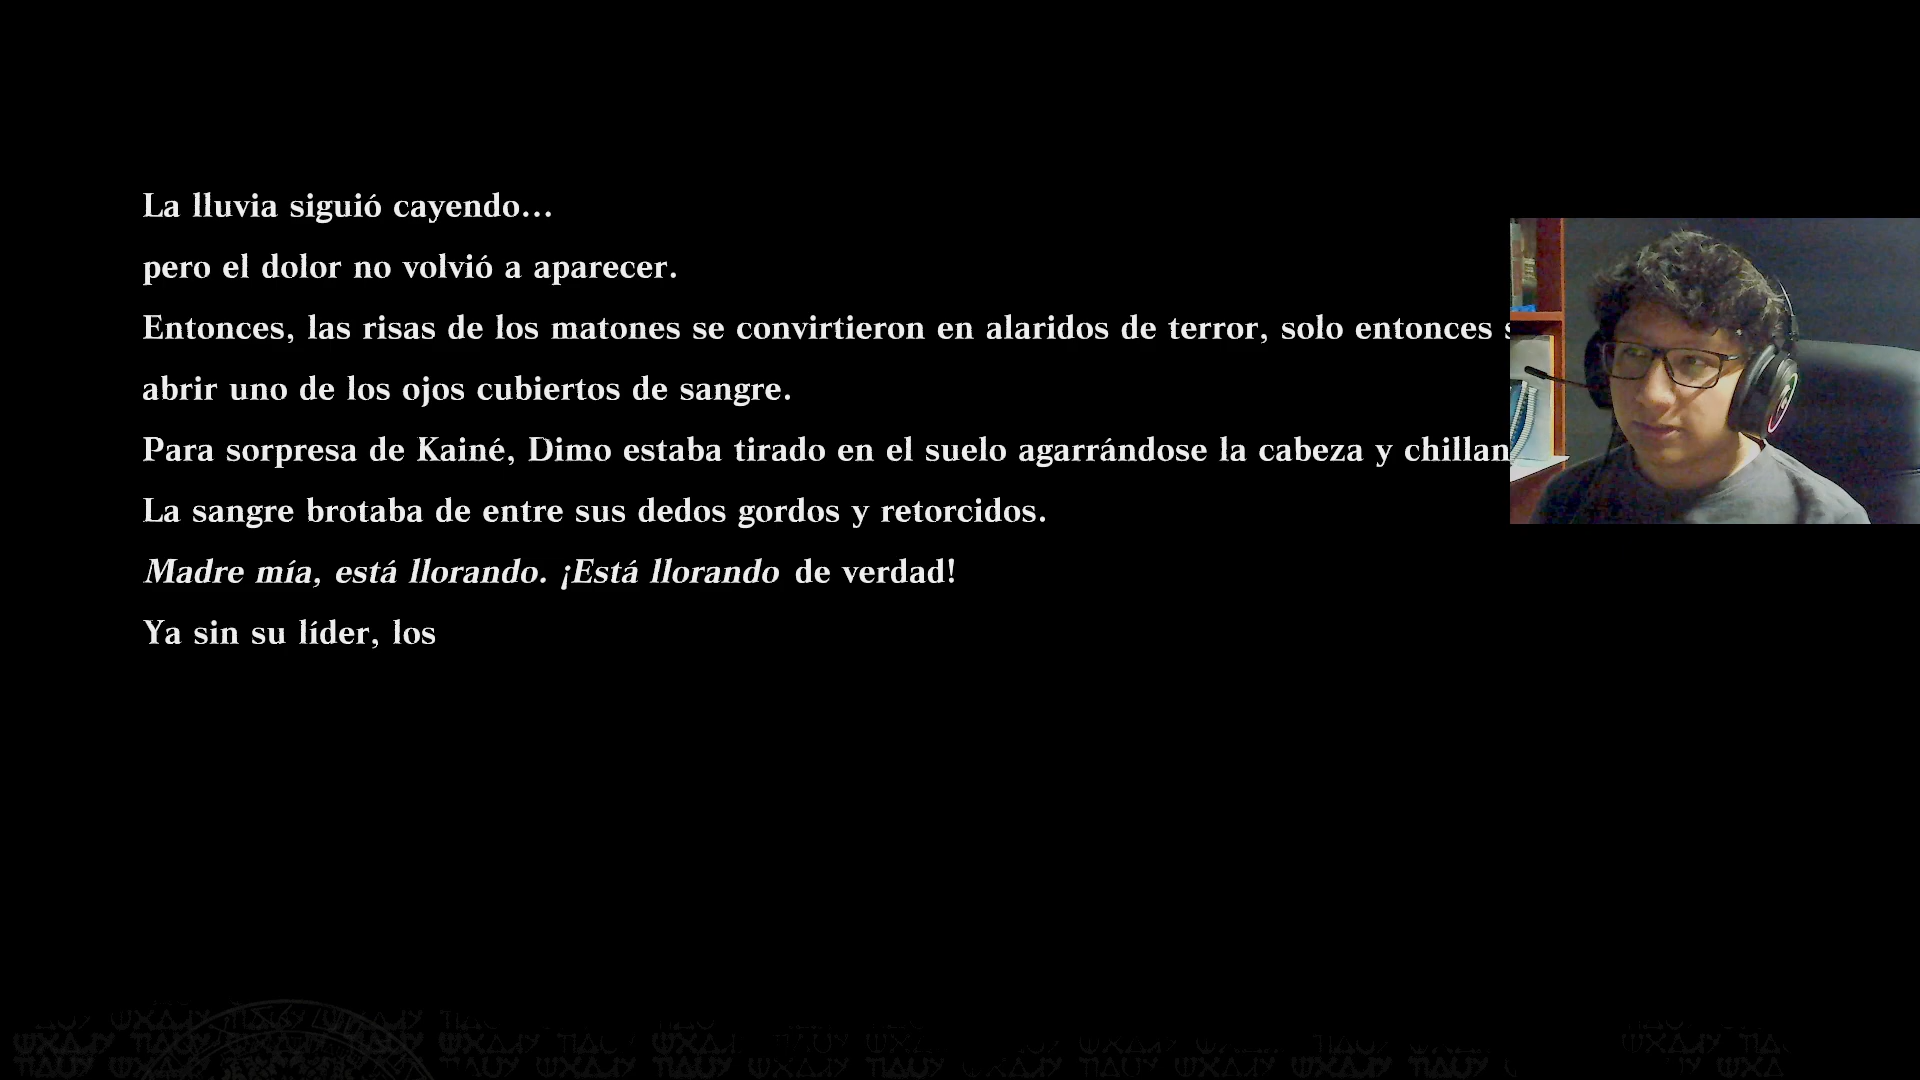 La lluvia siguió cayendo...
pero el dolor no volvió a aparecer.
Entonces, las risas de los matones se convirtieron en alaridos de terror, solo entonces
abrir uno de los ojos cubiertos de sangre.
Para sorpresa de Kainé, Dimo estaba tirado en el suelo agarrándose la cabeza y chillan
La sangre brotaba de entre sus dedos gordos y retorcidos.
Madre mía, está llorando. ¡Está llorando de verdad!
Ya sin su líder, los